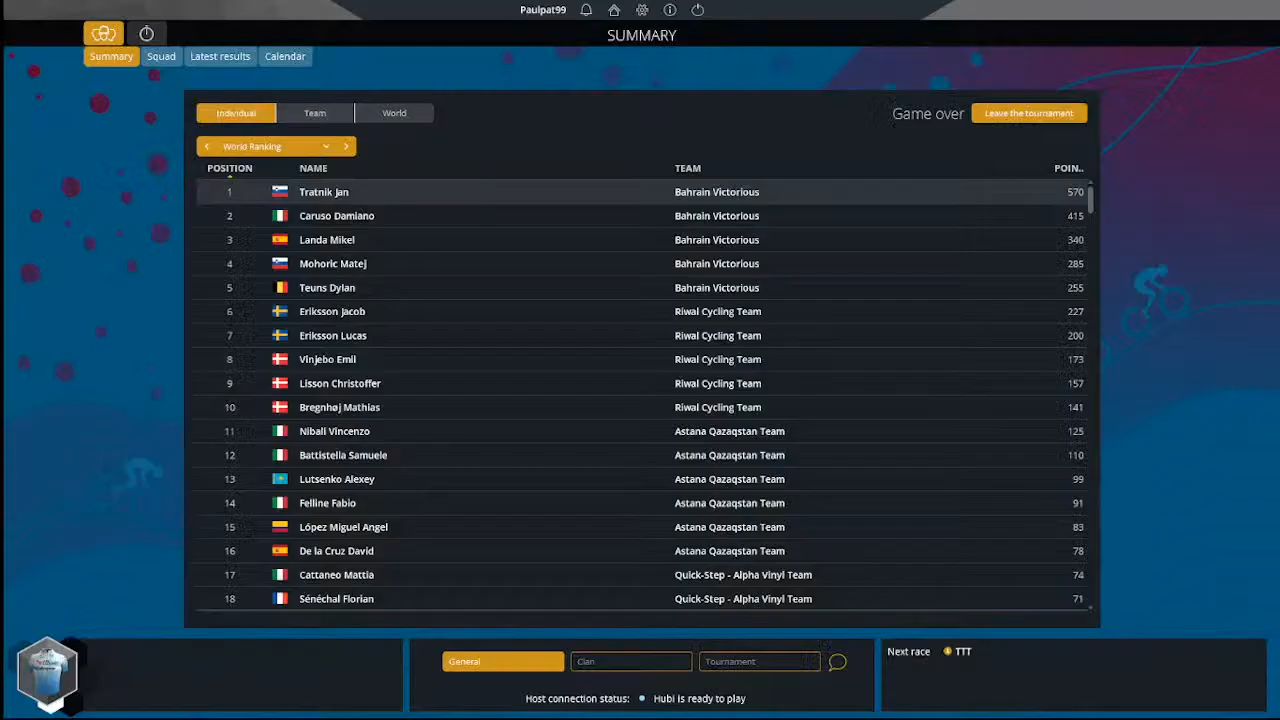 Paulpat99
SUMMARY
Summary Squad Latest results Calendar
Individual Team World Game over Leave the tournament
World Ranking
POSITION NAME TEAM POIN..
1 Tratnik Jan Bahrain Victorious 570
2 Caruso Damiano Bahrain Victorious 415
3 Landa Mikel Bahrain Victorious 340
4 Mohoric Matej Bahrain Victorious 285
5 Teuns Dylan Bahrain Victorious 255
6 Eriksson Jacob Riwal Cycling Team 227
7 Eriksson Lucas Riwal Cycling Team 200
8 Vinjebo Emil Riwal Cycling Team 173
9 Lisson Christoffer Riwal Cycling Team 157
10 Bregnhøj Mathias Riwal Cycling Team 141
11 Nibali Vincenzo Astana Qazaqstan Team 125
12 Battistella Samuele Astana Qazaqstan Team 110
13 Lutsenko Alexey Astana Qazaqstan Team 99
14 Felline Fabio Astana Qazaqstan Team 91
15 López Miguel Angel Astana Qazaqstan Team 83
16 De la Cruz David Astana Qazaqstan Team 78
17 Cattaneo Mattia Quick-Step - Alpha Vinyl Team 74
18 Sénéchal Florian Quick-Step - Alpha Vinyl Team 71
General Clan Tournament
Host connection status: Hubi is ready to play
Next race TTT